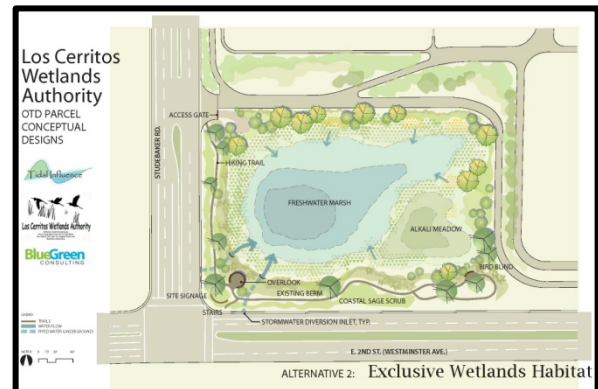 Los Cerritos
Wetlands
Authority
OTD PARCEL
CONCEPTUAL
DESIGNS
Tidal Influence
Los Cerritos Wetlands Authority
BlueGreen
CONSULTING
LEGEND
TRAILS
WATER FLOW
NORTH
STUDEBAKER RD.
ACCESS GATE
HIKING TRAIL
FRESHWATER MARSH
ALKALI MEADOW
BIRD BLIND
OVERLOOK
EXISTING BERM
COASTAL SAGE SCRUB
SITE SIGNAGE
STAIRS
STORMWATER DIVERSION INLET, TYP.
E. 2ND ST. (WESTMINSTER AVE.)
ALTERNATIVE 2: Exclusive Wetlands Habitat